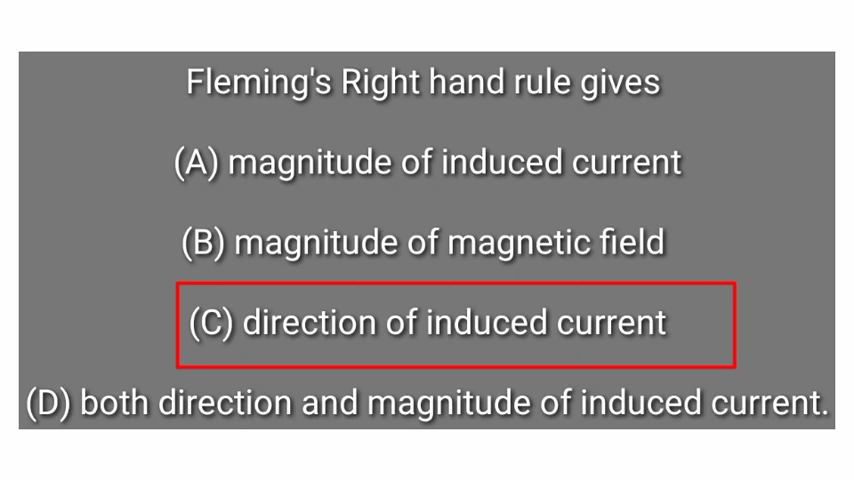 Fleming's Right hand rule gives
(A) magnitude of induced current
(B) magnitude of magnetic field
(C) direction of induced current
(D) both direction and magnitude of induced current.